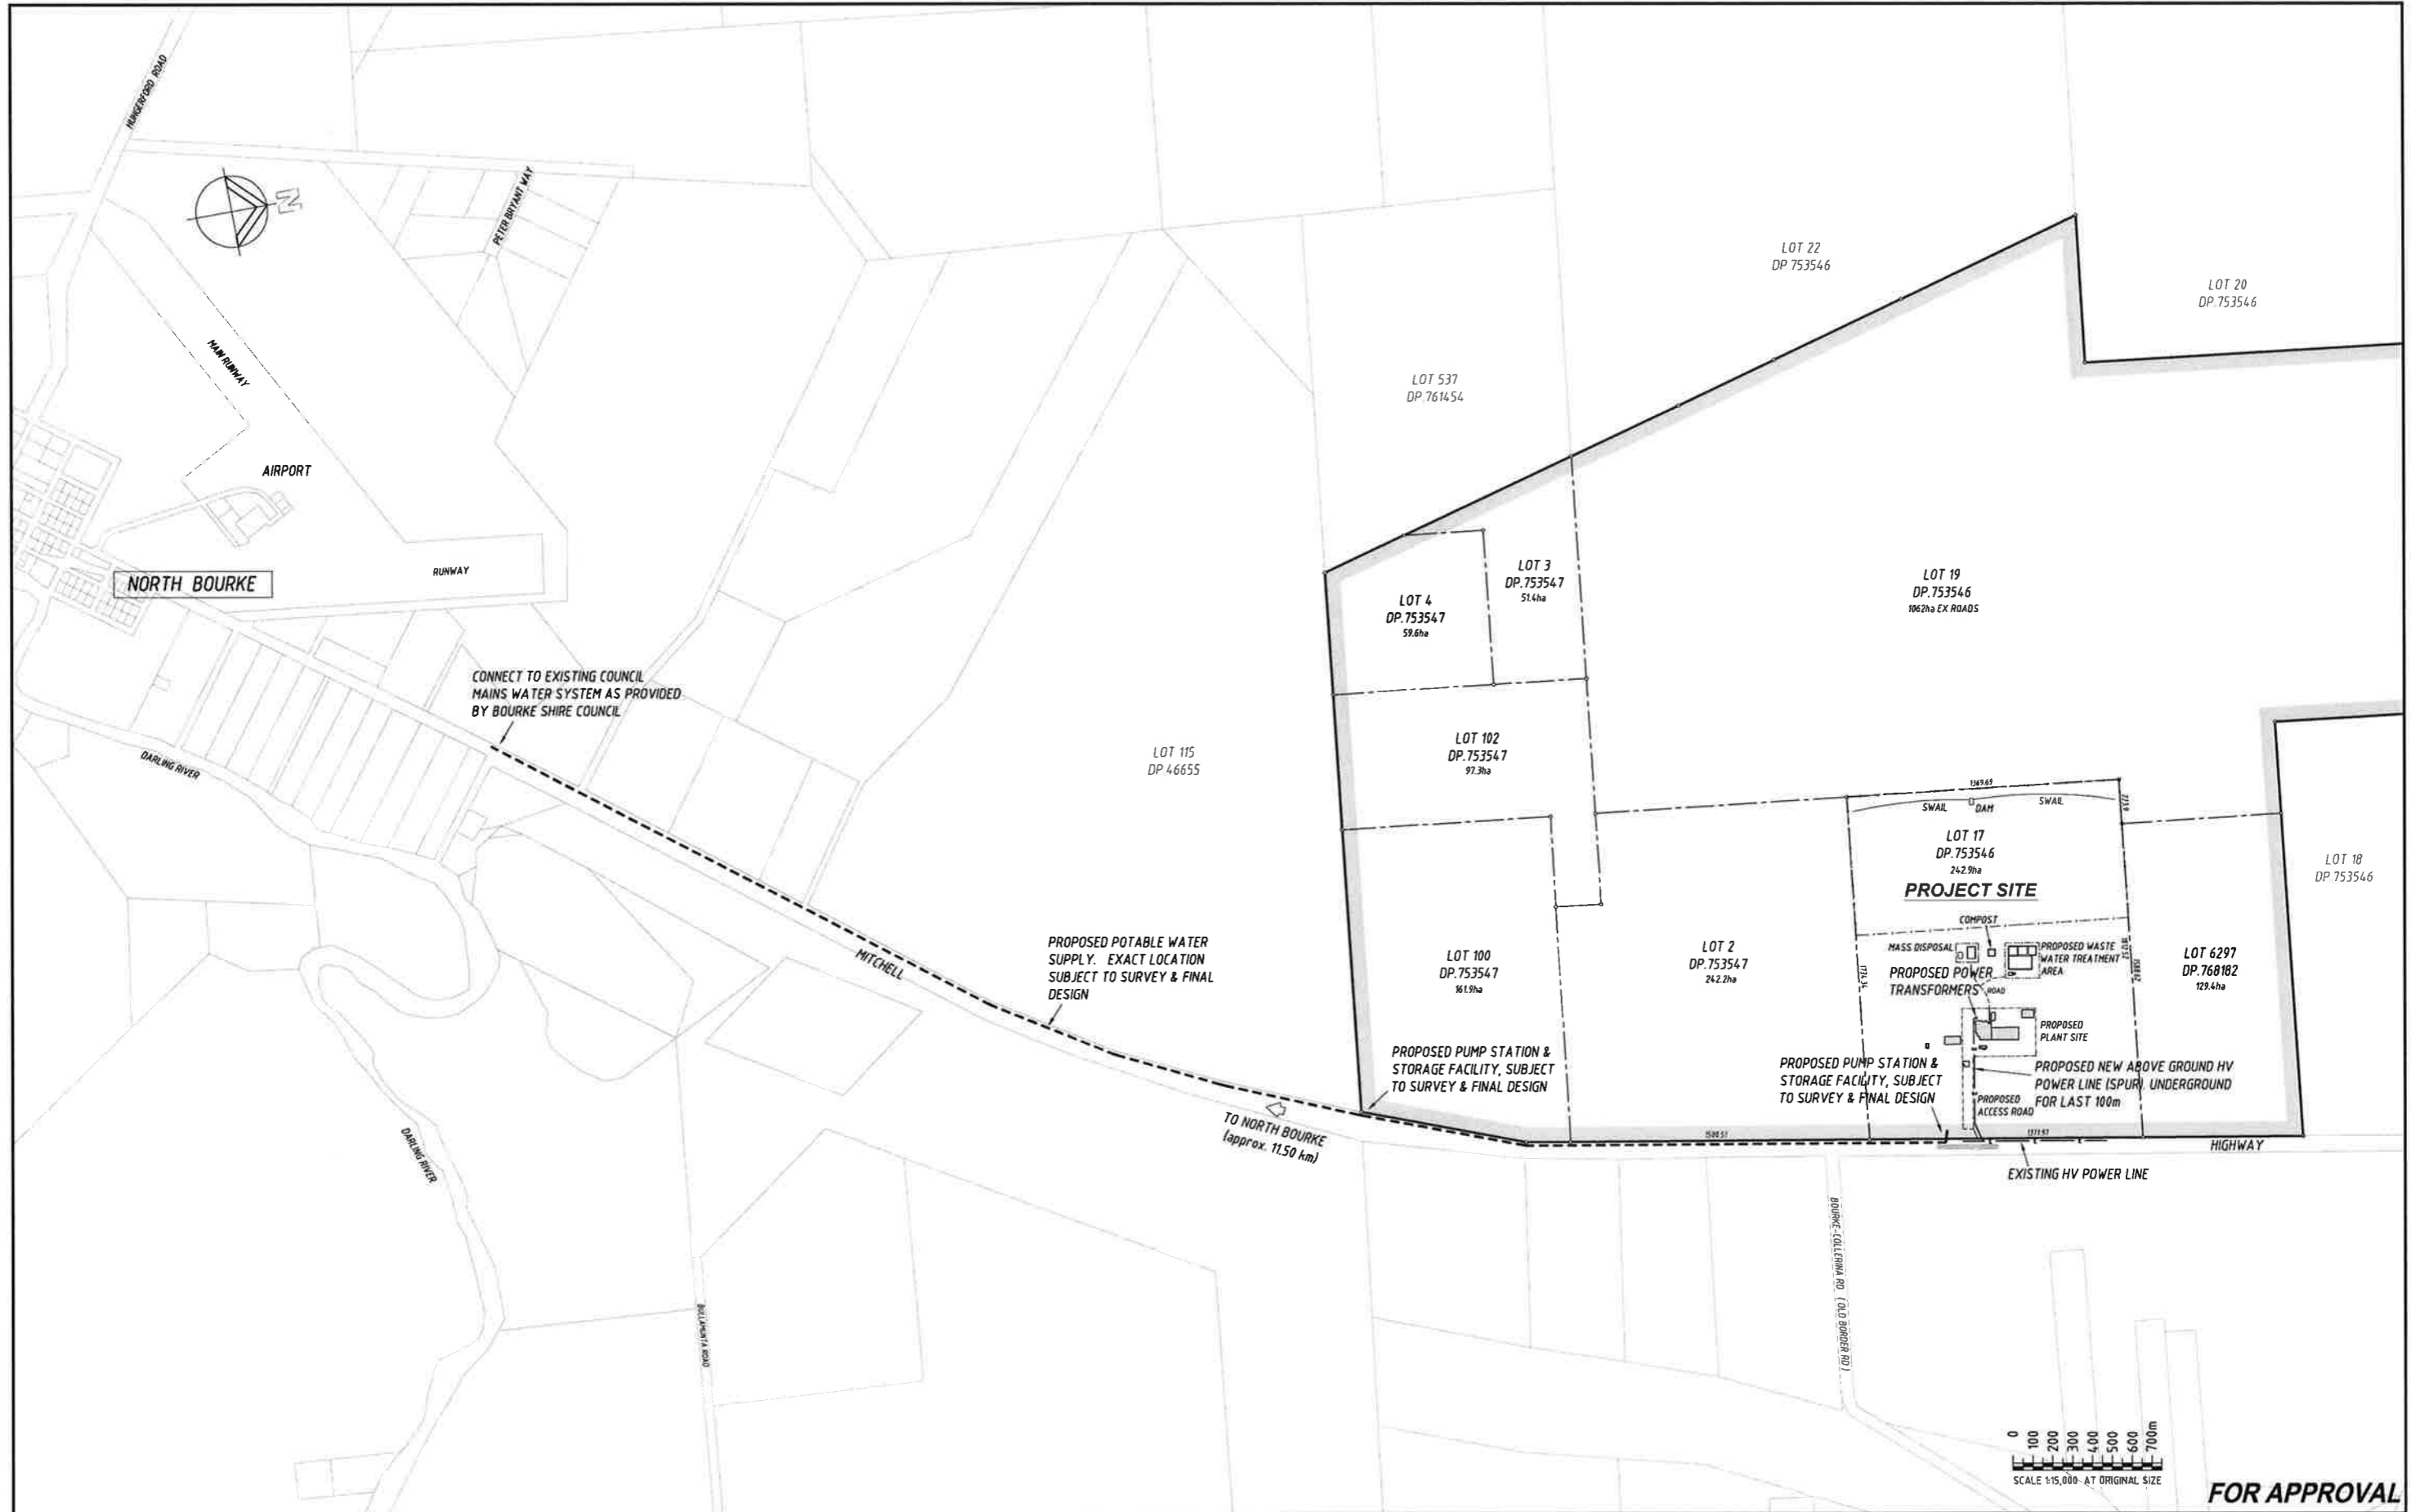 HUNGERFORD ROAD
N
PETER BRYANT WAY
MAIN RUNWAY
AIRPORT
RUNWAY
NORTH BOURKE
DARLING RIVER
CONNECT TO EXISTING COUNCIL
MAINS WATER SYSTEM AS PROVIDED
BY BOURKE SHIRE COUNCIL
LOT 115
DP.46655
LOT 22
DP 753546
LOT 20
DP.753546
LOT 537
DP.761454
LOT 3
DP.753547
51.4ha
LOT 4
DP.753547
59.6ha
LOT 19
DP.753546
1062ha EX ROADS
LOT 102
DP.753547
97.3ha
1369.69
SWAIL
DAM
SWAIL
LOT 17
DP.753546
242.9ha
PROJECT SITE
LOT 18
DP 753546
COMPOST
MASS DISPOSAL
PROPOSED WASTE
WATER TREATMENT
AREA
PROPOSED POWER
TRANSFORMERS
ROAD
LOT 100
DP.753547
161.9ha
LOT 2
DP.753547
242.2ha
1774.34
LOT 6297
DP.768182
129.4ha
PROPOSED
PLANT SITE
PROPOSED POTABLE WATER
SUPPLY. EXACT LOCATION
SUBJECT TO SURVEY & FINAL
DESIGN
MITCHELL
PROPOSED PUMP STATION &
STORAGE FACILITY, SUBJECT
TO SURVEY & FINAL DESIGN
PROPOSED PUMP STATION &
STORAGE FACILITY, SUBJECT
TO SURVEY & FINAL DESIGN
PROPOSED NEW ABOVE GROUND HV
POWER LINE (SPUR), UNDERGROUND
FOR LAST 100m
PROPOSED
ACCESS ROAD
TO NORTH BOURKE
(approx. 11.50 km)
1580.51
1371.97
HIGHWAY
EXISTING HV POWER LINE
DARLING RIVER
BULLAMUNTA ROAD
BOURKE-COLLERINA RD (OLD BORDER RD)
0
100
200
300
400
500
600
700m
SCALE 1:15,000 AT ORIGINAL SIZE
FOR APPROVAL